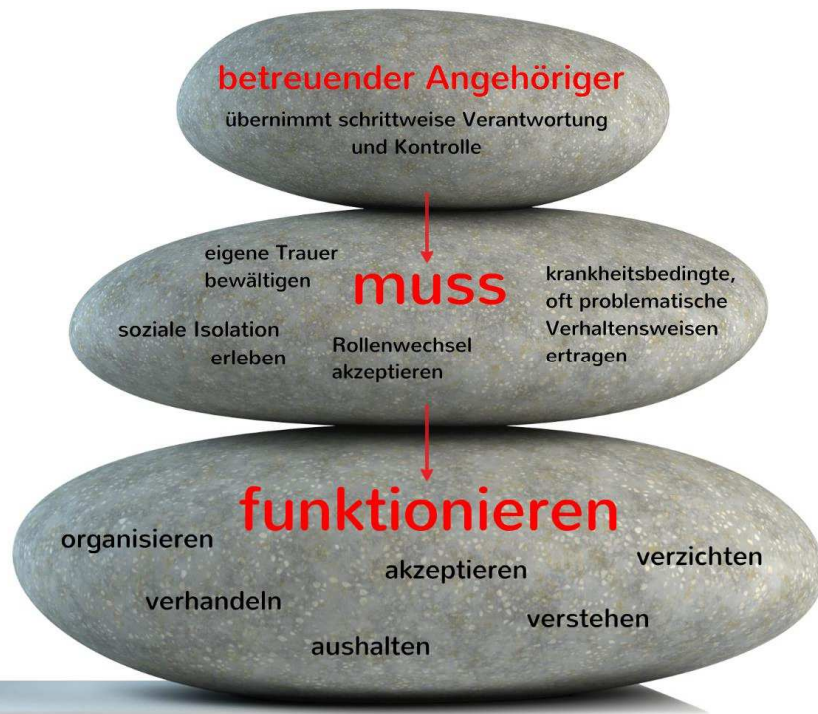 betreuender Angehöriger
übernimmt schrittweise Verantwortung
und Kontrolle
muss
eigene Trauer
bewältigen
soziale Isolation
erleben
Rollenwechsel
akzeptieren
krankheitsbedingte,
oft problematische
Verhaltensweisen
ertragen
funktionieren
organisieren
verhandeln
aushalten
akzeptieren
verstehen
verzichten